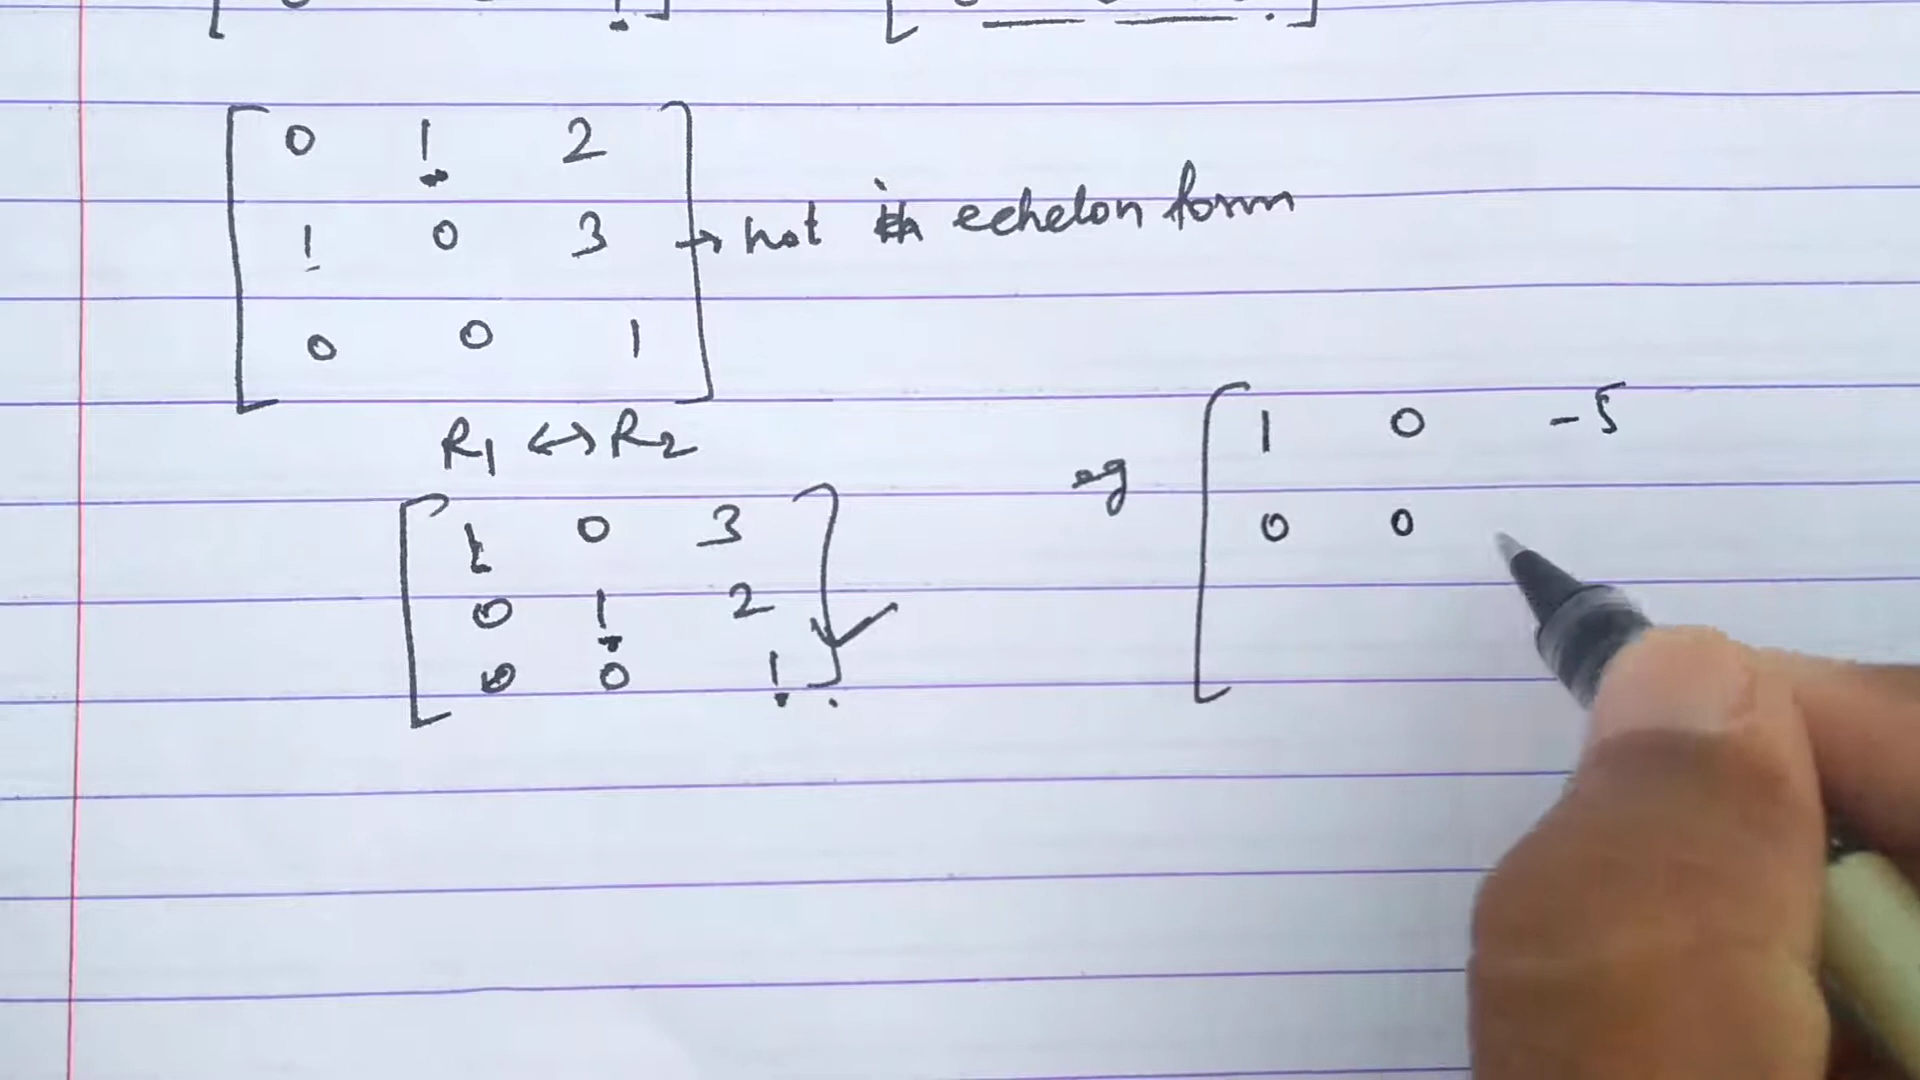 0 1 2
1 0 3 → not in echelon form
0 0 1
R1 ↔ R2
1 0 3
0 1 2
0 0 1
eg 1 0 -5
0 0